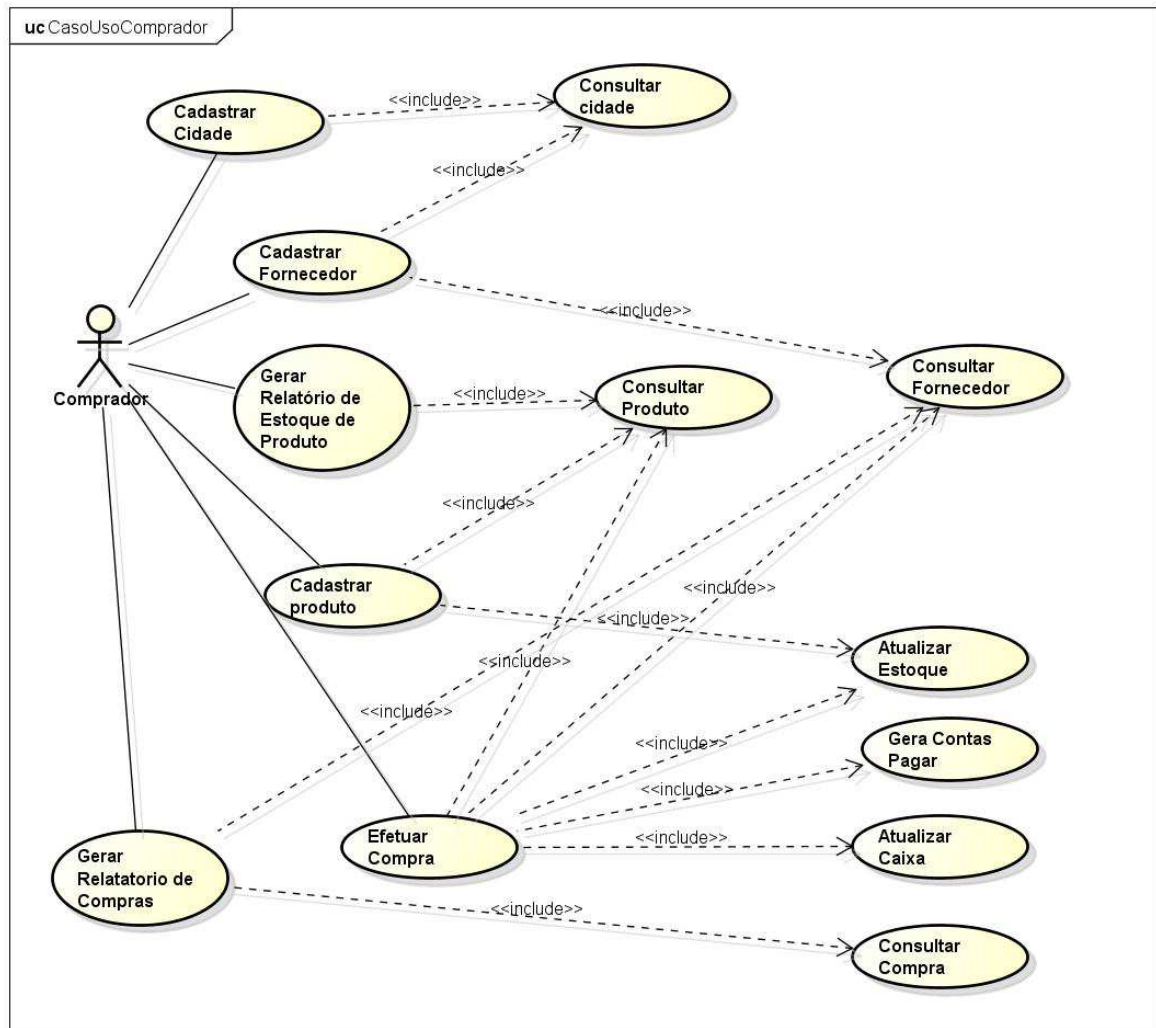 uc CasoUsoComprador
Cadastrar
Cidade
<<include>>
Consultar
cidade
<<include>>
Cadastrar
Fornecedor
<<include>>
Comprador
Gerar
Relatório de
Estoque de
Produto
<<include>>
Consultar
Produto
Consultar
Fornecedor
<<include>>
Cadastrar
produto
<<include>>
<<include>>
<<include>>
Atualizar
Estoque
<<include>>
<<include>>
Gera Contas
Pagar
<<include>>
Gerar
Relatatorio de
Compras
Efetuar
Compra
<<include>>
Atualizar
Caixa
<<include>>
Consultar
Compra